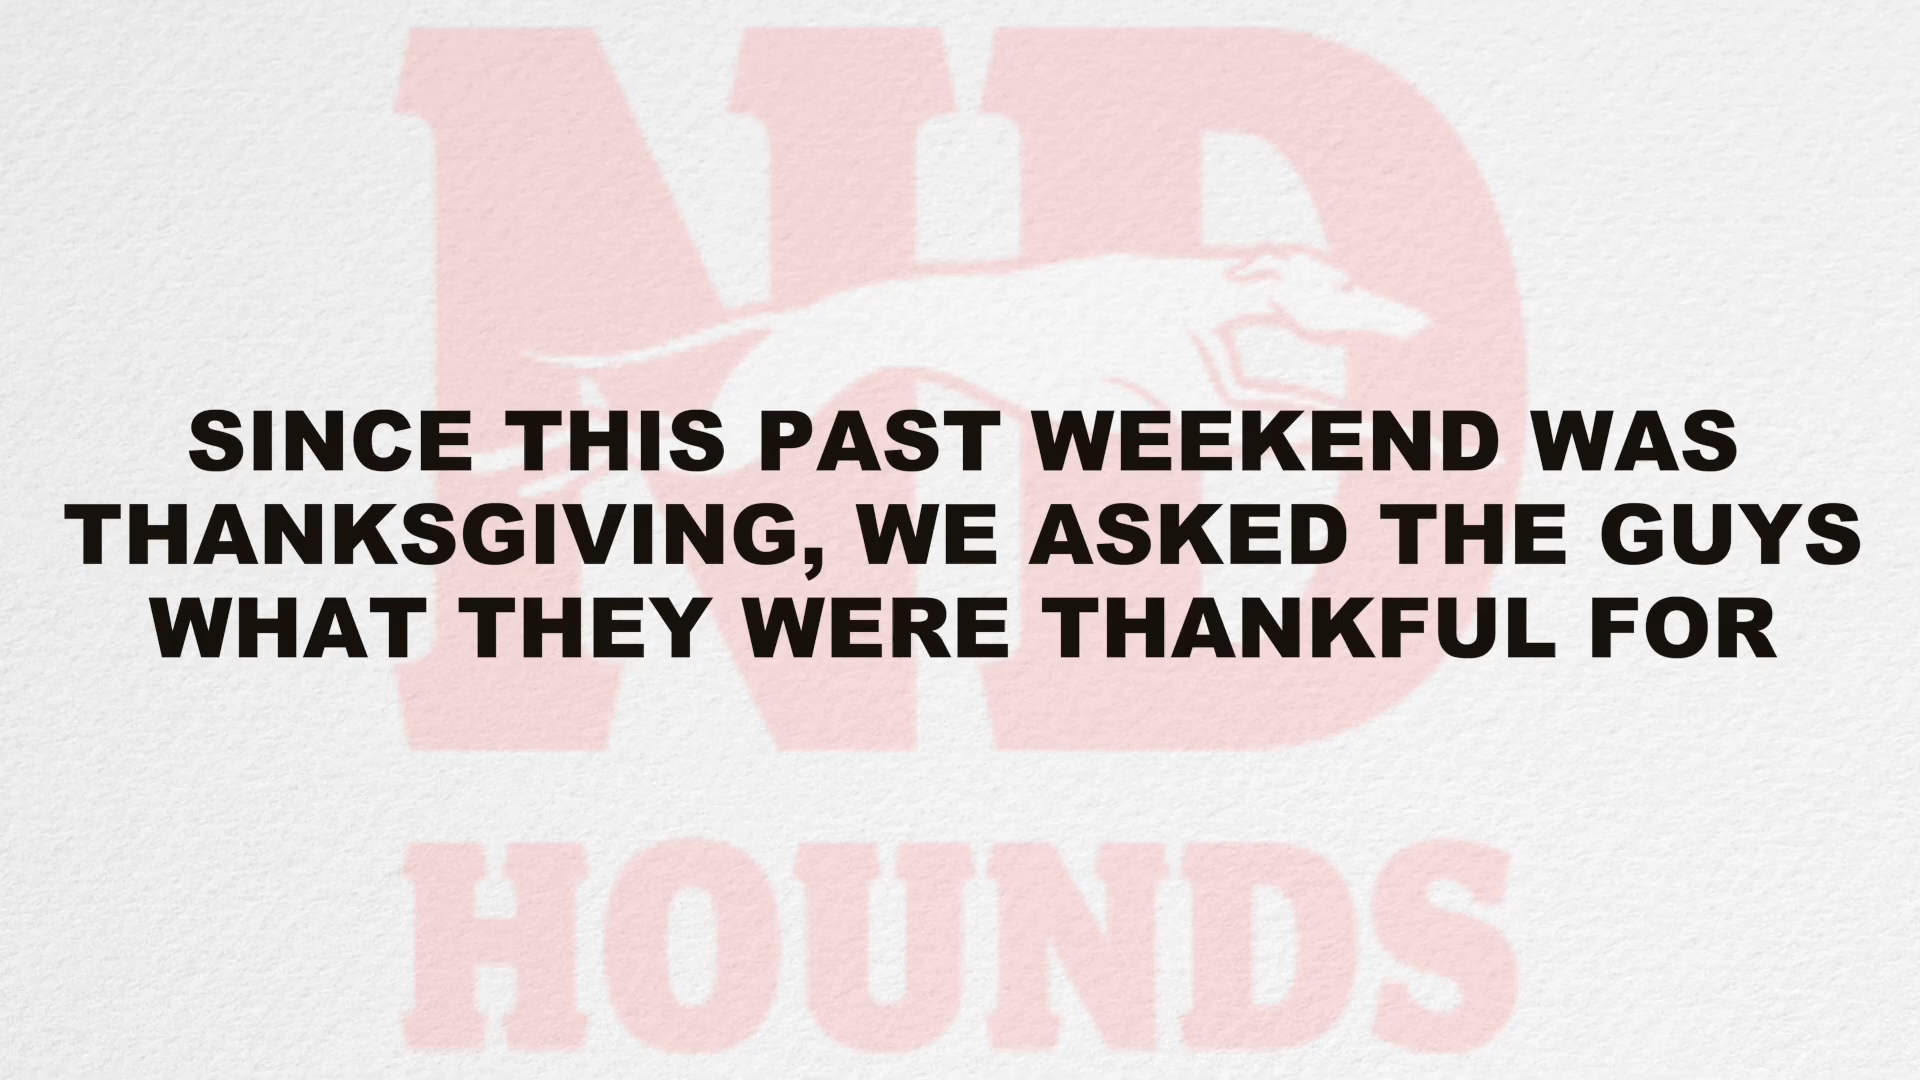 ND
SINCE THIS PAST WEEKEND WAS
THANKSGIVING, WE ASKED THE GUYS
WHAT THEY WERE THANKFUL FOR
HOUNDS